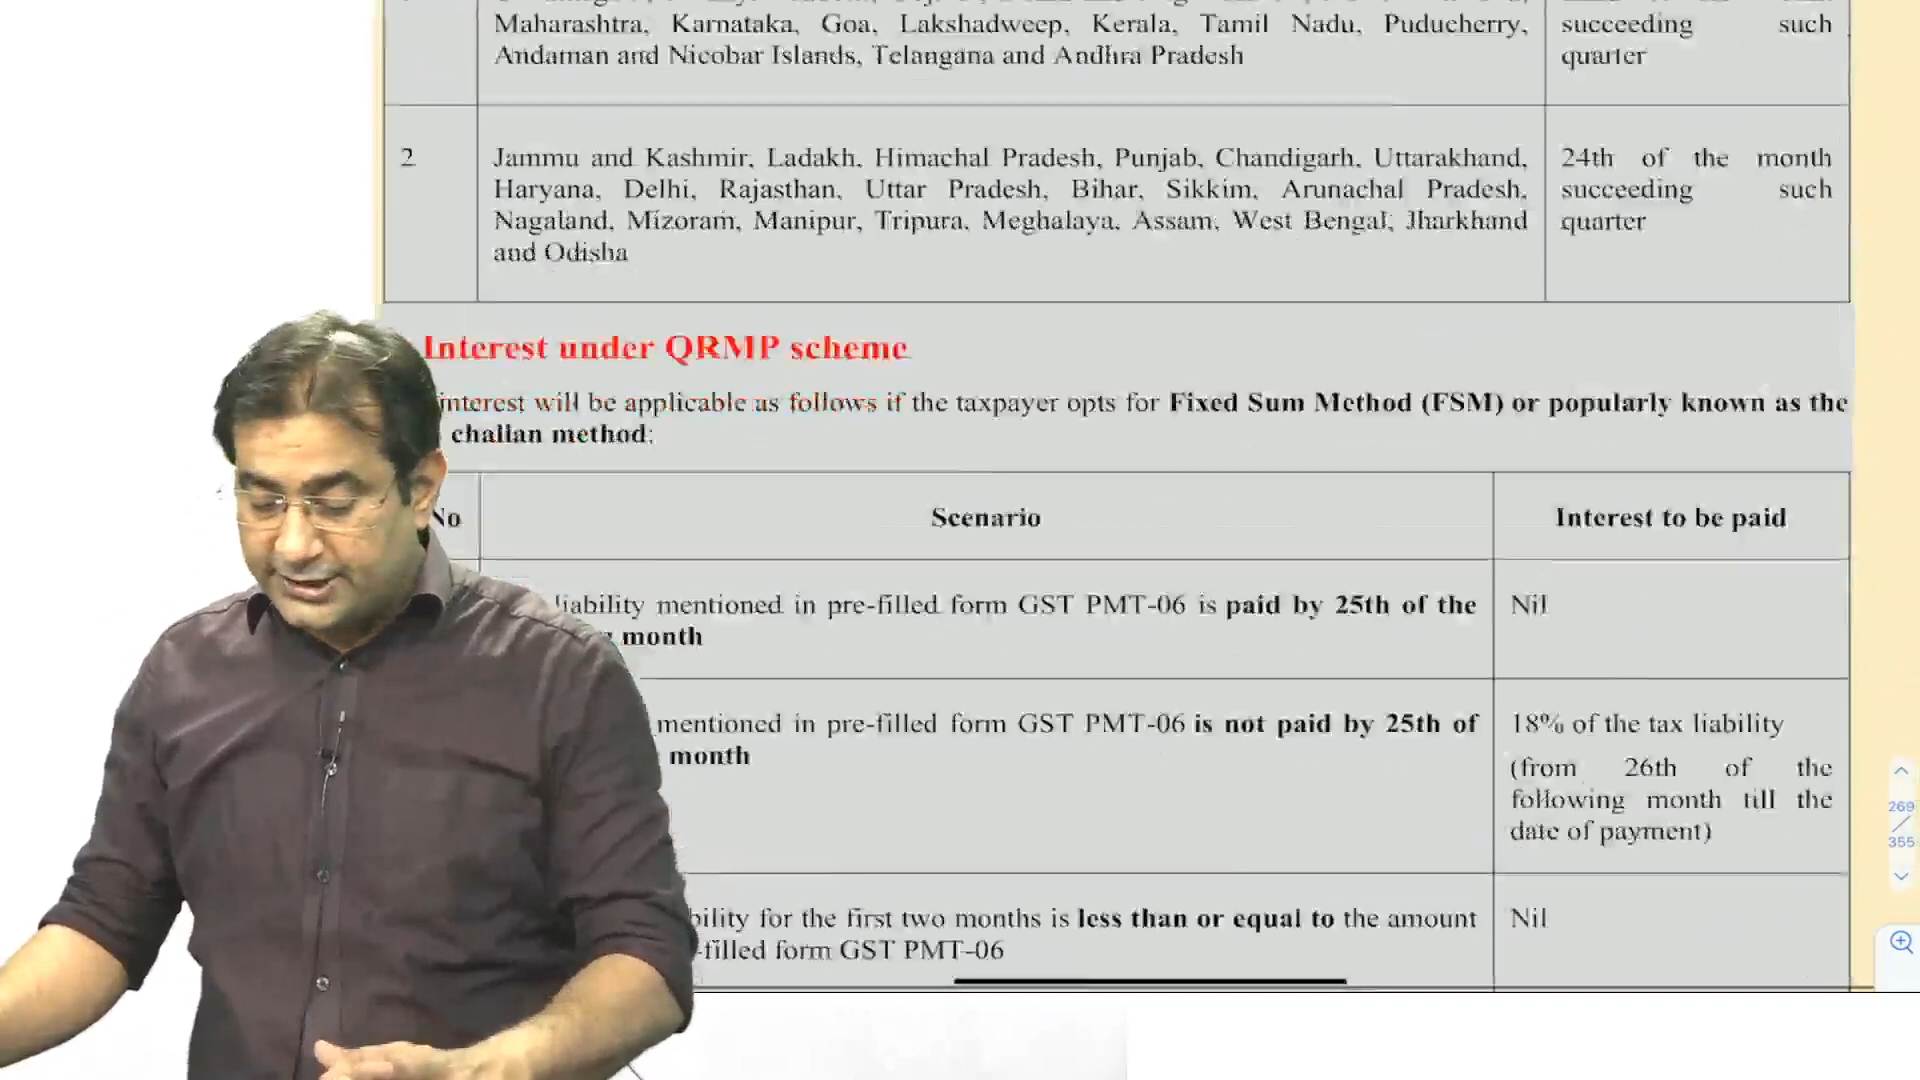 Maharashtra, Karnataka, Goa, Lakshadweep, Kerala, Tamil Nadu, Puducherry,
Andaman and Nicobar Islands, Telangana and Andhra Pradesh
succeeding such
quarter
2
Jammu and Kashmir, Ladakh, Himachal Pradesh, Punjab, Chandigarh, Uttarakhand,
Haryana, Delhi, Rajasthan, Uttar Pradesh, Bihar, Sikkim, Arunachal Pradesh,
Nagaland, Mizoram, Manipur, Tripura, Meghalaya, Assam, West Bengal, Jharkhand
and Odisha
24th of the month
succeeding such
quarter
Interest under QRMP scheme
interest will be applicable as follows if the taxpayer opts for Fixed Sum Method (FSM) or popularly known as the
challan method:
No
Scenario
Interest to be paid
liability mentioned in pre-filled form GST PMT-06 is paid by 25th of the
month
Nil
mentioned in pre-filled form GST PMT-06 is not paid by 25th of
month
18% of the tax liability
(from 26th of the
following month till the
date of payment)
for the first two months is less than or equal to the amount
-filled form GST PMT-06
Nil
269
/
355